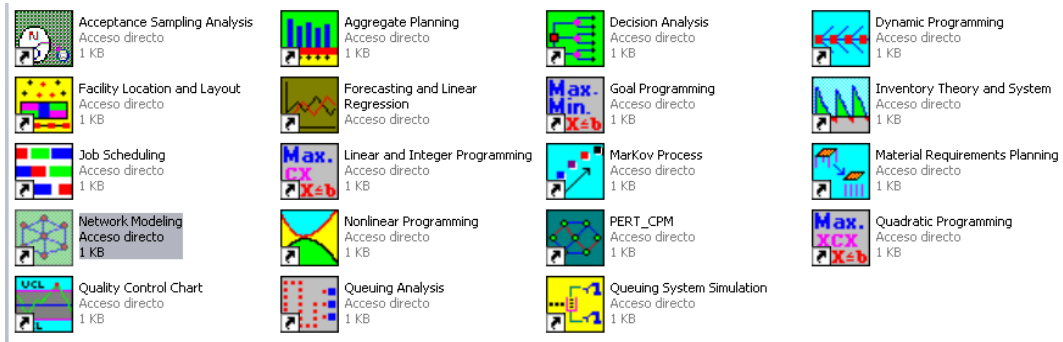 Acceptance Sampling Analysis
Acceso directo
1 KB
Aggregate Planning
Acceso directo
1 KB
Decision Analysis
Acceso directo
1 KB
Dynamic Programming
Acceso directo
1 KB
Facility Location and Layout
Acceso directo
1 KB
Forecasting and Linear
Regression
Acceso directo
1 KB
Max.
Min.
X≤b
Goal Programming
Acceso directo
1 KB
Inventory Theory and System
Acceso directo
1 KB
Job Scheduling
Acceso directo
1 KB
Max.
CX
X≤b
Linear and Integer Programming
Acceso directo
1 KB
MarKov Process
Acceso directo
1 KB
Material Requirements Planning
Acceso directo
1 KB
Network Modeling
Acceso directo
1 KB
Nonlinear Programming
Acceso directo
1 KB
PERT_CPM
Acceso directo
1 KB
Max.
XCX
X≤b
Quadratic Programming
Acceso directo
1 KB
UCL
Quality Control Chart
Acceso directo
1 KB
Queuing Analysis
Acceso directo
1 KB
Queuing System Simulation
Acceso directo
1 KB